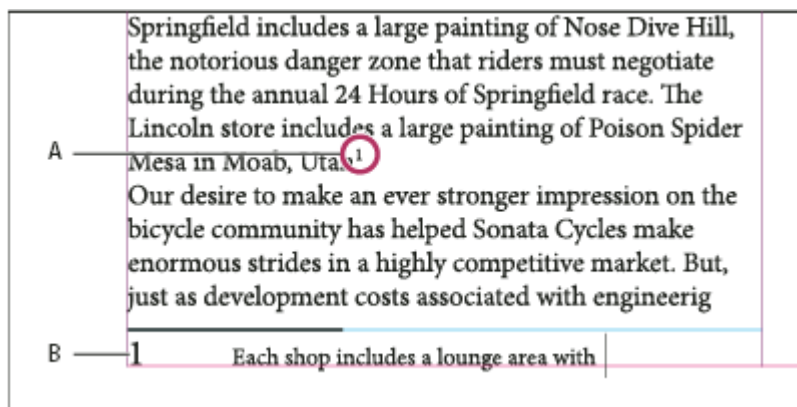 Springfield includes a large painting of Nose Dive Hill,
the notorious danger zone that riders must negotiate
during the annual 24 Hours of Springfield race. The
Lincoln store includes a large painting of Poison Spider
A Mesa in Moab, Utah¹
Our desire to make an ever stronger impression on the
bicycle community has helped Sonata Cycles make
enormous strides in a highly competitive market. But,
just as development costs associated with engineerig
B 1 Each shop includes a lounge area with